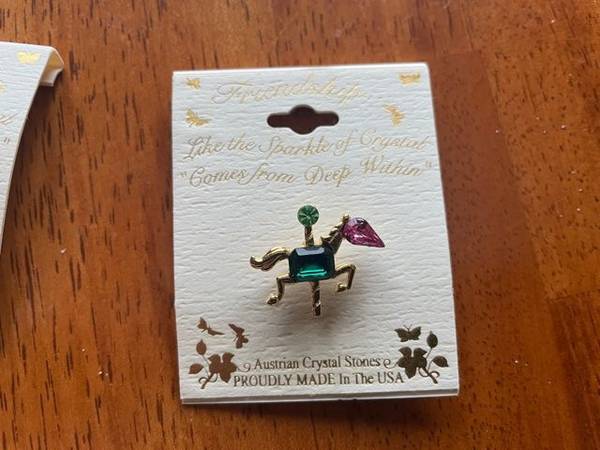 Friendship
Like the Sparkle of Crystal
"Comes from Deep Within"
Austrian Crystal Stones
PROUDLY MADE In The USA